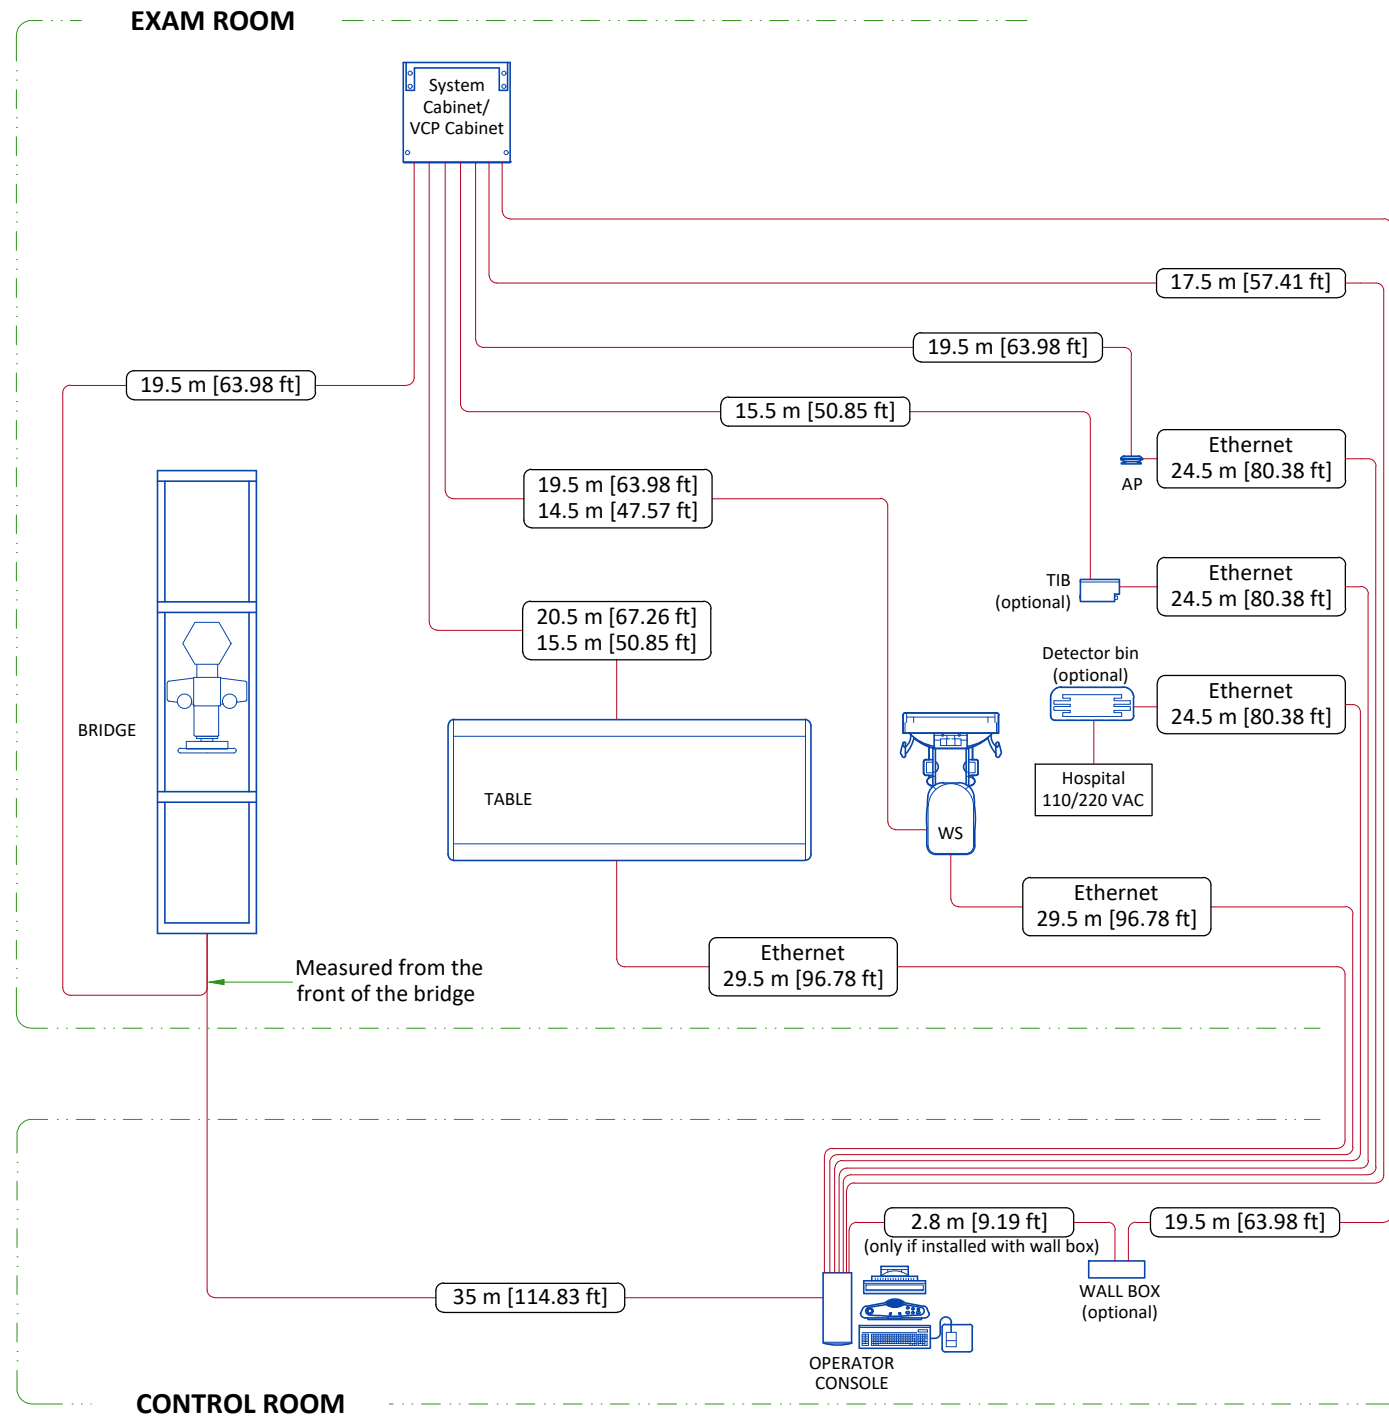 EXAM ROOM
System
Cabinet/
VCP Cabinet
17.5 m [57.41 ft]
19.5 m [63.98 ft]
19.5 m [63.98 ft]
15.5 m [50.85 ft]
Ethernet
24.5 m [80.38 ft]
AP
19.5 m [63.98 ft]
14.5 m [47.57 ft]
TIB
(optional)
Ethernet
24.5 m [80.38 ft]
20.5 m [67.26 ft]
15.5 m [50.85 ft]
Detector bin
(optional)
Ethernet
24.5 m [80.38 ft]
BRIDGE
Hospital
110/220 VAC
TABLE
WS
Ethernet
29.5 m [96.78 ft]
Ethernet
29.5 m [96.78 ft]
Measured from the
front of the bridge
2.8 m [9.19 ft]
(only if installed with wall box)
19.5 m [63.98 ft]
WALL BOX
(optional)
35 m [114.83 ft]
OPERATOR
CONSOLE
CONTROL ROOM